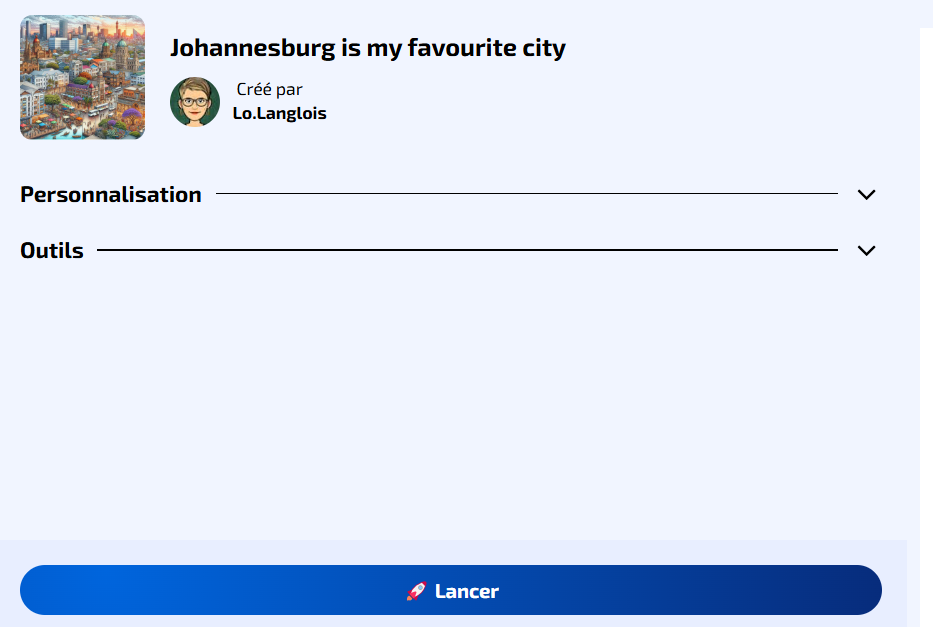 Johannesburg is my favourite city
Créé par
Lo.Langlois
Personnalisation
Outils
🚀 Lancer